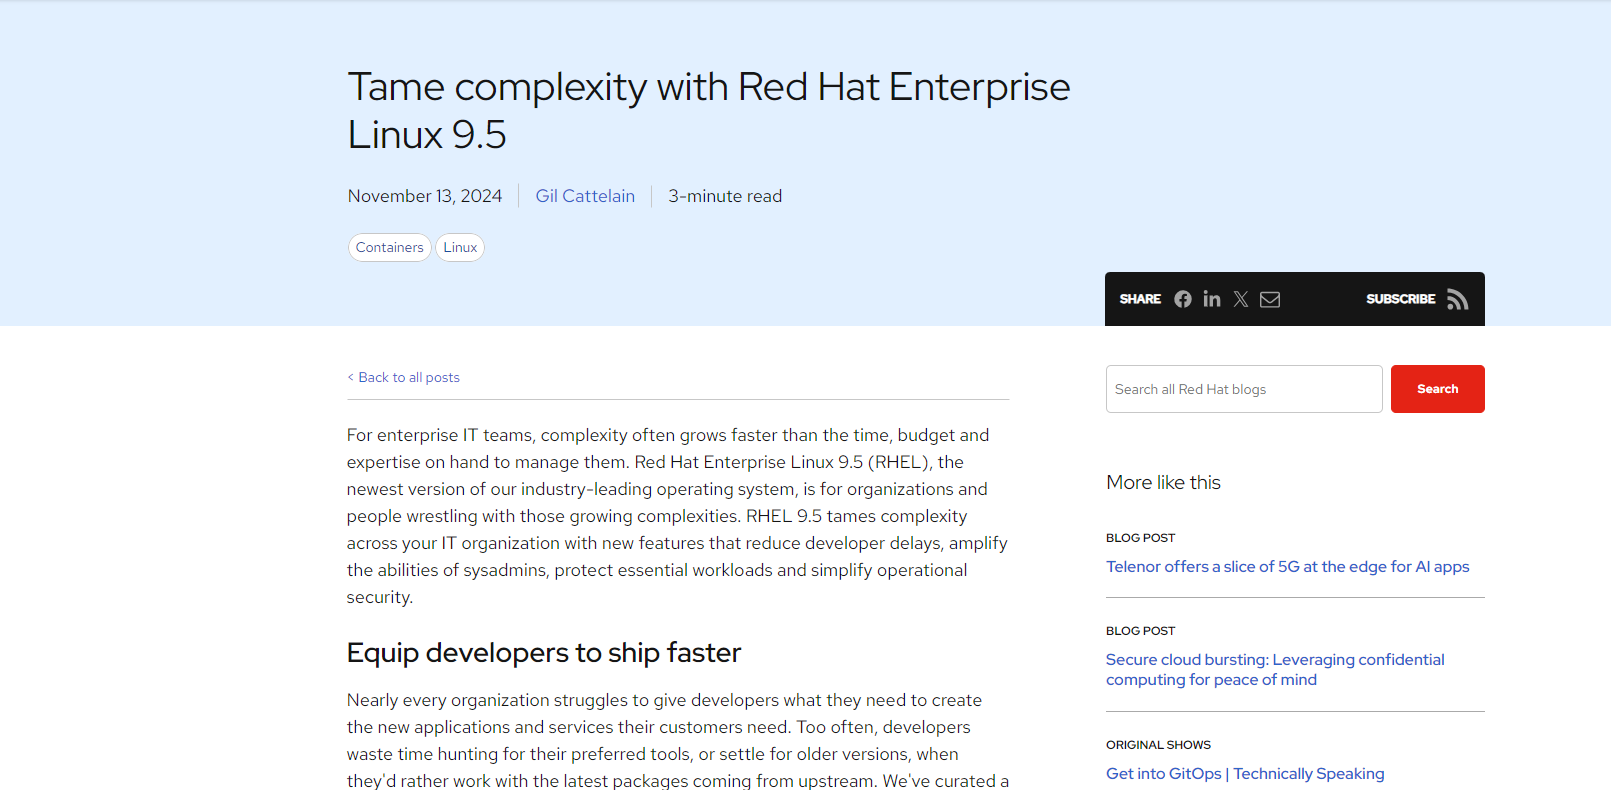 Tame complexity with Red Hat Enterprise
Linux 9.5
November 13, 2024
Gil Cattelain
3-minute read
Containers
Linux
SHARE
SUBSCRIBE
< Back to all posts
For enterprise IT teams, complexity often grows faster than the time, budget and
expertise on hand to manage them. Red Hat Enterprise Linux 9.5 (RHEL), the
newest version of our industry-leading operating system, is for organizations and
people wrestling with those growing complexities. RHEL 9.5 tames complexity
across your IT organization with new features that reduce developer delays, amplify
the abilities of sysadmins, protect essential workloads and simplify operational
security.
Equip developers to ship faster
Nearly every organization struggles to give developers what they need to create
the new applications and services their customers need. Too often, developers
waste time hunting for their preferred tools, or settle for older versions, when
they'd rather work with the latest packages coming from upstream. We've curated a
Search all Red Hat blogs
Search
More like this
BLOG POST
Telenor offers a slice of 5G at the edge for AI apps
BLOG POST
Secure cloud bursting: Leveraging confidential
computing for peace of mind
ORIGINAL SHOWS
Get into GitOps | Technically Speaking